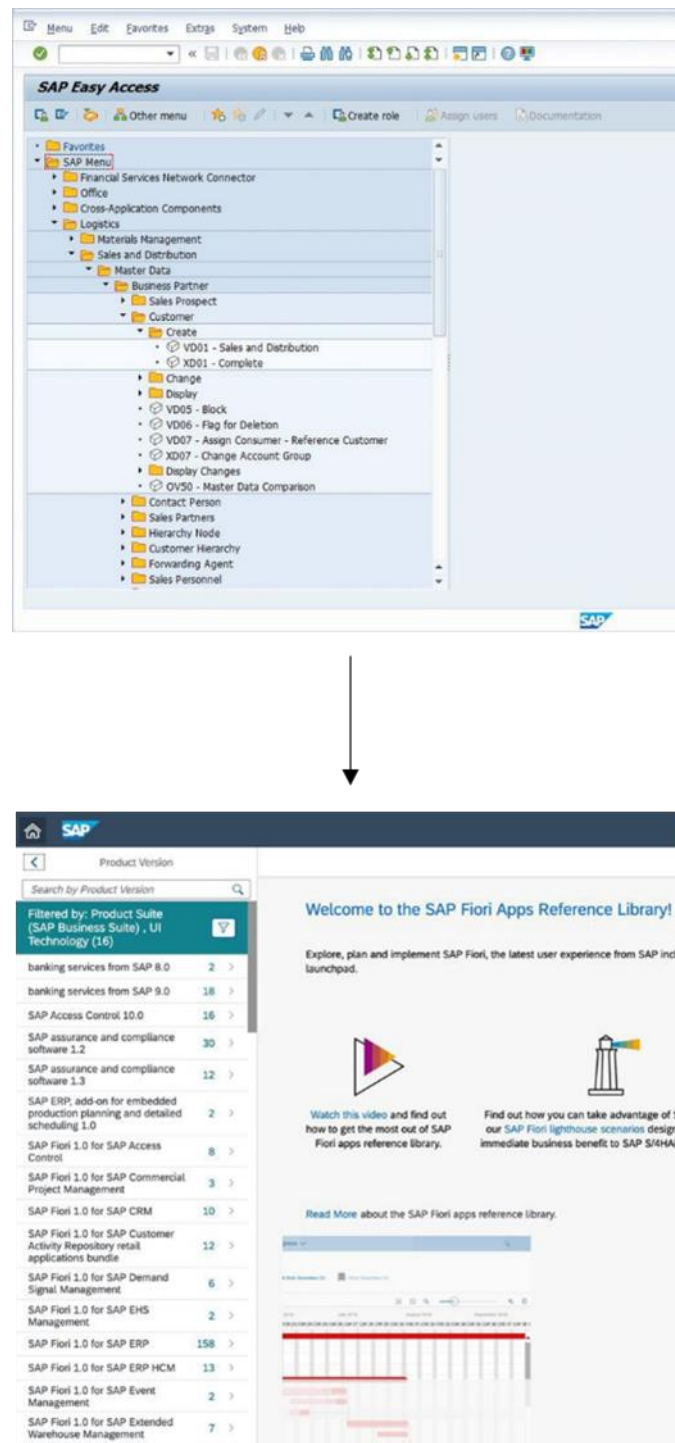 Menu Edit Favorites Extras System Help
SAP Easy Access
Other menu Create role Assign users Documentation
Favorites
SAP Menu
Financial Services Network Connector
Office
Cross-Application Components
Logistics
Materials Management
Sales and Distribution
Master Data
Business Partner
Sales Prospect
Customer
Create
VD01 - Sales and Distribution
XD01 - Complete
Change
Display
VD05 - Block
VD06 - Flag for Deletion
VD07 - Assign Consumer - Reference Customer
XD07 - Change Account Group
Display Changes
OV50 - Master Data Comparison
Contact Person
Sales Partners
Hierarchy Node
Customer Hierarchy
Forwarding Agent
Sales Personnel
SAP
SAP
Product Version
Search by Product Version
Filtered by: Product Suite
(SAP Business Suite) , UI
Technology (16)
banking services from SAP 8.0 2
banking services from SAP 9.0 18
SAP Access Control 10.0 16
SAP assurance and compliance
software 1.2 30
SAP assurance and compliance
software 1.3 12
SAP ERP, add-on for embedded
production planning and detailed 2
scheduling 1.0
SAP Fiori 1.0 for SAP Access
Control 8
SAP Fiori 1.0 for SAP Commercial
Project Management 3
SAP Fiori 1.0 for SAP CRM 10
SAP Fiori 1.0 for SAP Customer
Activity Repository retail 12
applications bundle
SAP Fiori 1.0 for SAP Demand
Signal Management 6
SAP Fiori 1.0 for SAP EHS
Management 2
SAP Fiori 1.0 for SAP ERP 158
SAP Fiori 1.0 for SAP ERP HCM 13
SAP Fiori 1.0 for SAP Event
Management 2
SAP Fiori 1.0 for SAP Extended
Warehouse Management 7
Welcome to the SAP Fiori Apps Reference Library!
Explore, plan and implement SAP Fiori, the latest user experience from SAP incl
launchpad.
Watch this video and find out
how to get the most out of SAP
Fiori apps reference library.
Find out how you can take advantage of S
our SAP Fiori lighthouse scenarios design
immediate business benefit to SAP S/4HA
Read More about the SAP Fiori apps reference library.